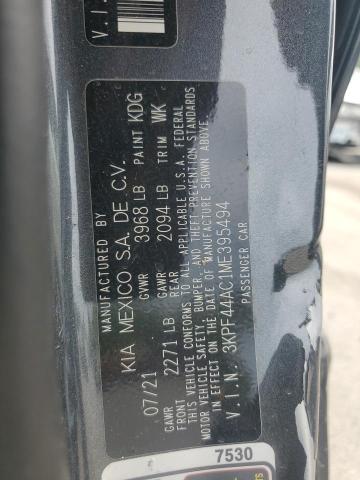 MANUFACTURED BY
KIA MEXICO S.A. DE C.V.
07/21 GVWR 3968 LB PAINT KDG
GAWR FRONT 2271 LB GAWR REAR 2094 LB TRIM WK
THIS VEHICLE CONFORMS TO ALL APPLICABLE U.S.A. FEDERAL
MOTOR VEHICLE SAFETY, BUMPER, AND THEFT PREVENTION STANDARDS
IN EFFECT ON THE DATE OF MANUFACTURE SHOWN ABOVE.
V.I.N. 3KPF44AC1ME395494
PASSENGER CAR
7530
V.I.